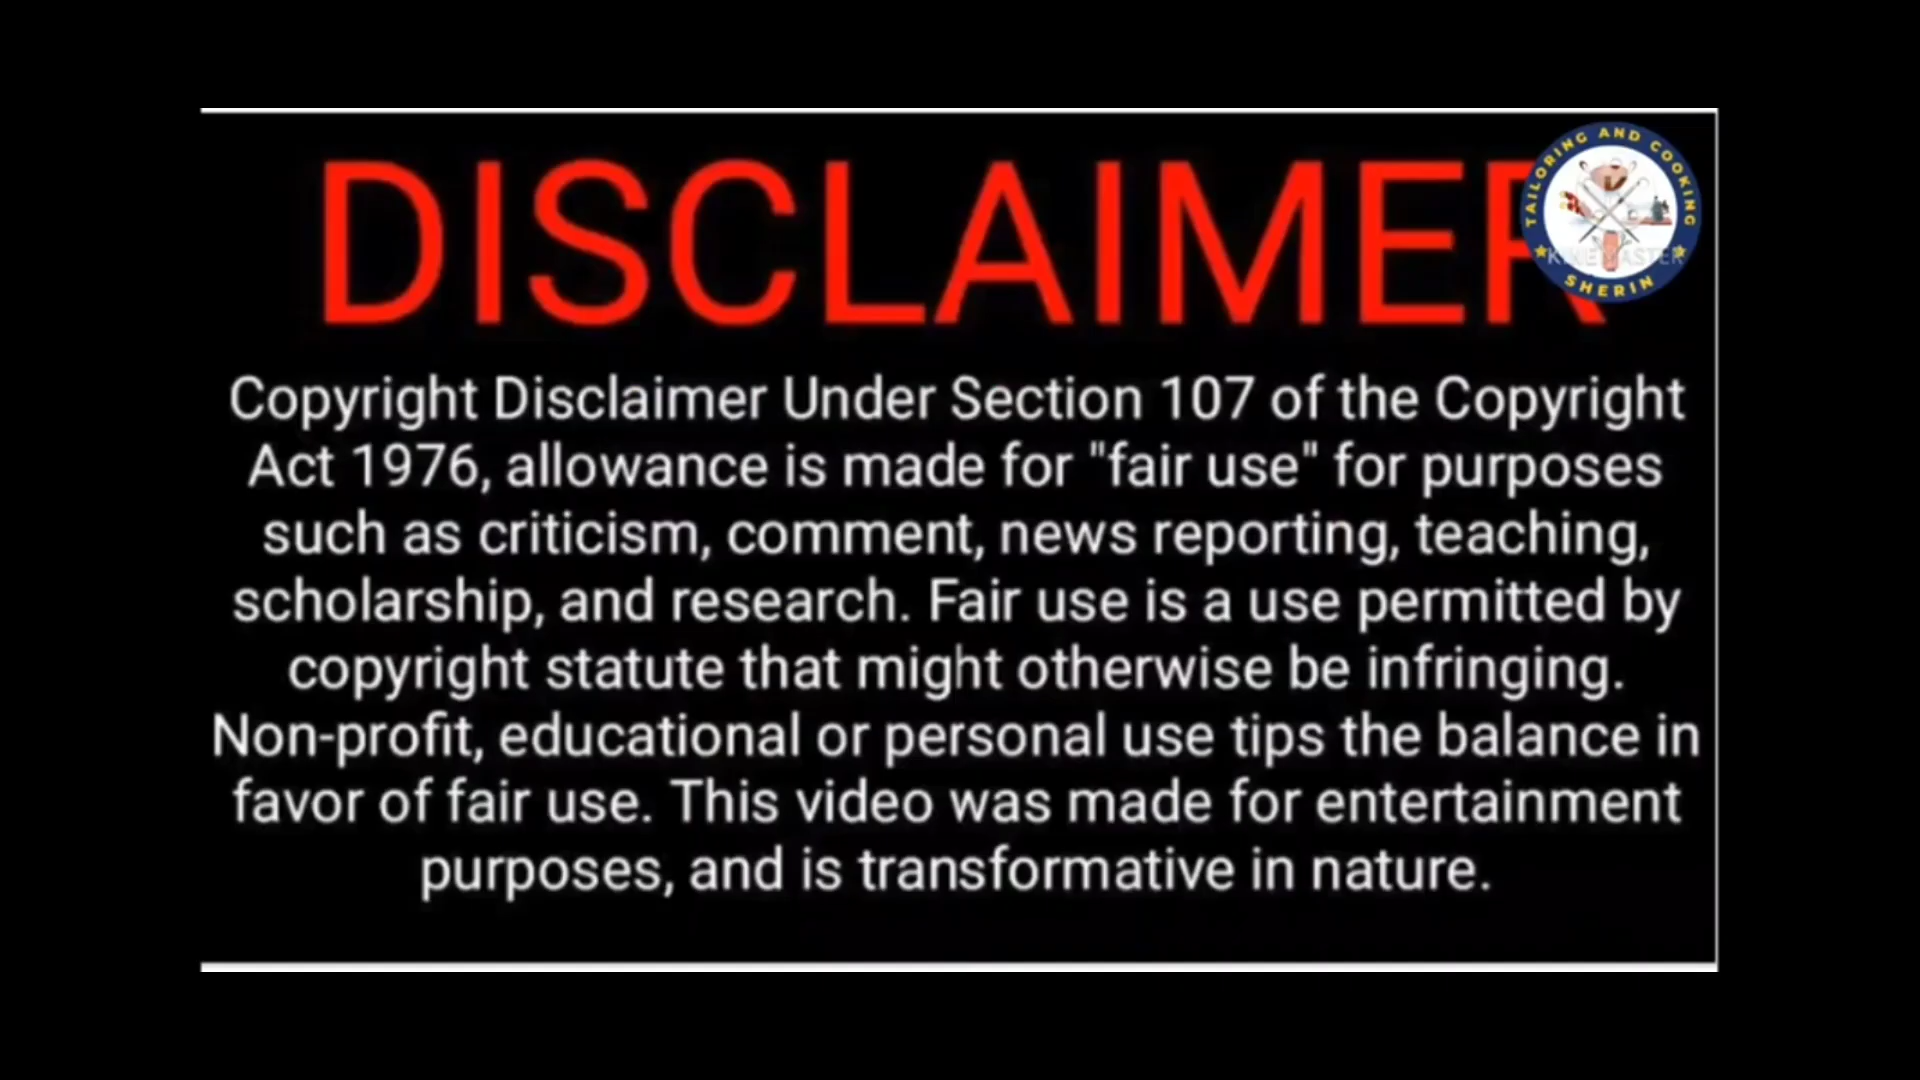 DISCLAIMER
TAILORING AND COOKING
KINEMASTER
SHERIN
Copyright Disclaimer Under Section 107 of the Copyright
Act 1976, allowance is made for "fair use" for purposes
such as criticism, comment, news reporting, teaching,
scholarship, and research. Fair use is a use permitted by
copyright statute that might otherwise be infringing.
Non-profit, educational or personal use tips the balance in
favor of fair use. This video was made for entertainment
purposes, and is transformative in nature.